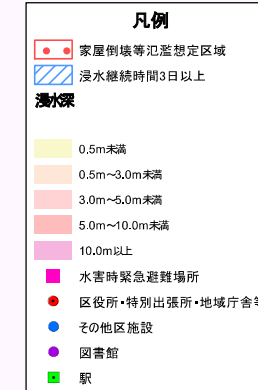 凡例
家屋倒壊等氾濫想定区域
浸水継続時間3日以上
浸水深
0.5m未満
0.5m~3.0m未満
3.0m~5.0m未満
5.0m~10.0m未満
10.0m以上
水害時緊急避難場所
区役所・特別出張所・地域庁舎等
その他区施設
図書館
駅